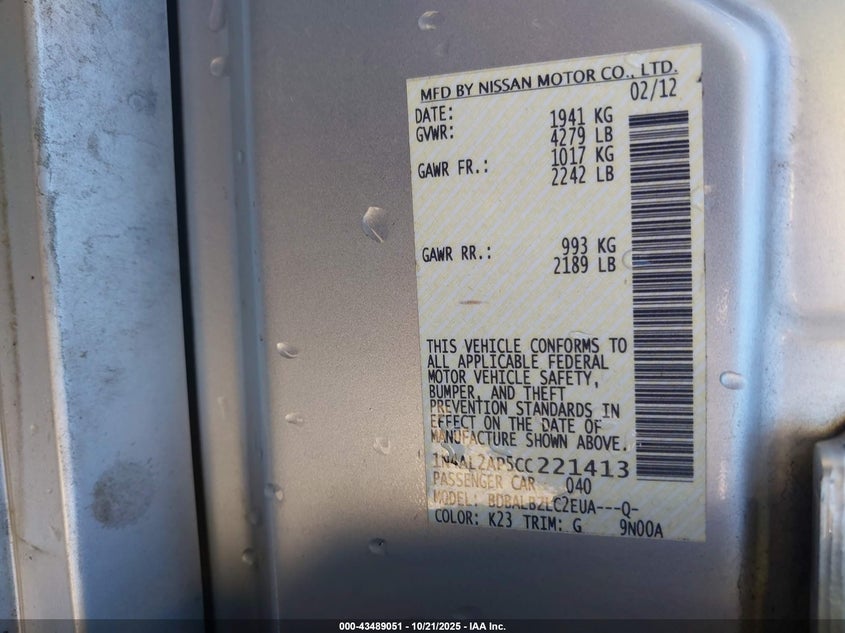 MFD BY NISSAN MOTOR CO., LTD.
DATE: 02/12
GVWR: 1941 KG
4279 LB
GAWR FR.: 1017 KG
2242 LB
GAWR RR.: 993 KG
2189 LB
THIS VEHICLE CONFORMS TO
ALL APPLICABLE FEDERAL
MOTOR VEHICLE SAFETY,
BUMPER, AND THEFT
PREVENTION STANDARDS IN
EFFECT ON THE DATE OF
MANUFACTURE SHOWN ABOVE.
1N4AL2AP5CC221413
PASSENGER CAR 040
MODEL: BDBALBZLC2EUA---Q-
COLOR: K23 TRIM: G 9N00A
000-43489051 - 10/21/2025 - IAA Inc.